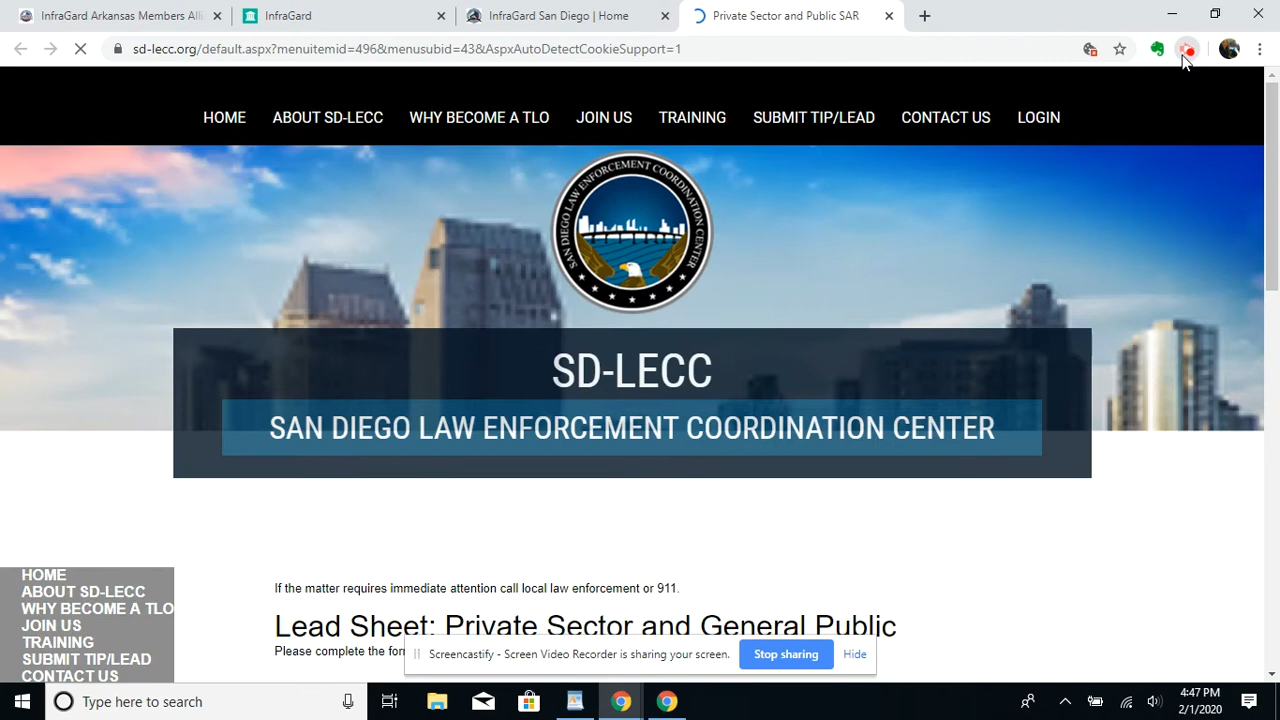 InfraGard Arkansas Members Alli
InfraGard
InfraGard San Diego | Home
Private Sector and Public SAR
sd-lecc.org/default.aspx?menuitemid=496&menusubid=43&AspxAutoDetectCookieSupport=1
HOME ABOUT SD-LECC WHY BECOME A TLO JOIN US TRAINING SUBMIT TIP/LEAD CONTACT US LOGIN
SAN DIEGO LAW ENFORCEMENT COORDINATION CENTER
SD-LECC
SAN DIEGO LAW ENFORCEMENT COORDINATION CENTER
HOME
ABOUT SD-LECC
WHY BECOME A TLO
JOIN US
TRAINING
SUBMIT TIP/LEAD
CONTACT US
If the matter requires immediate attention call local law enforcement or 911.
Lead Sheet: Private Sector and General Public
Please complete the for
Screencastify - Screen Video Recorder is sharing your screen. Stop sharing Hide
Type here to search
4:47 PM
2/1/2020